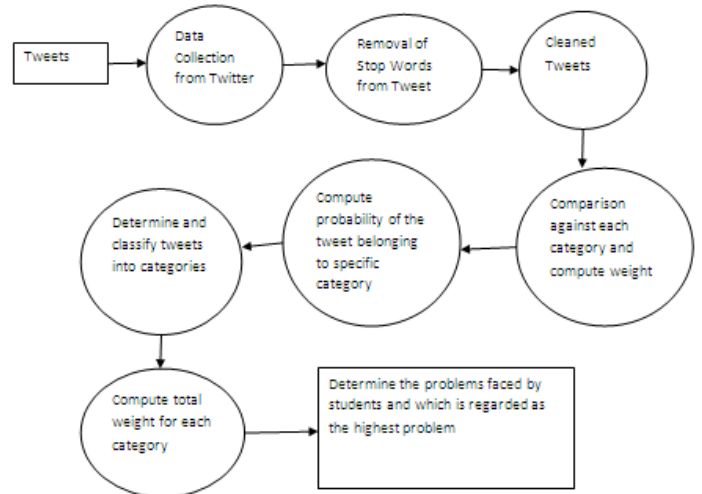 Tweets
Data
Collection
from Twitter
Removal of
Stop Words
from Tweet
Cleaned
Tweets
Comparison
against each
category and
compute weight
Compute
probability of the
tweet belonging
to specific
category
Determine and
classify tweets
into categories
Compute total
weight for each
category
Determine the problems faced by
students and which is regarded as
the highest problem